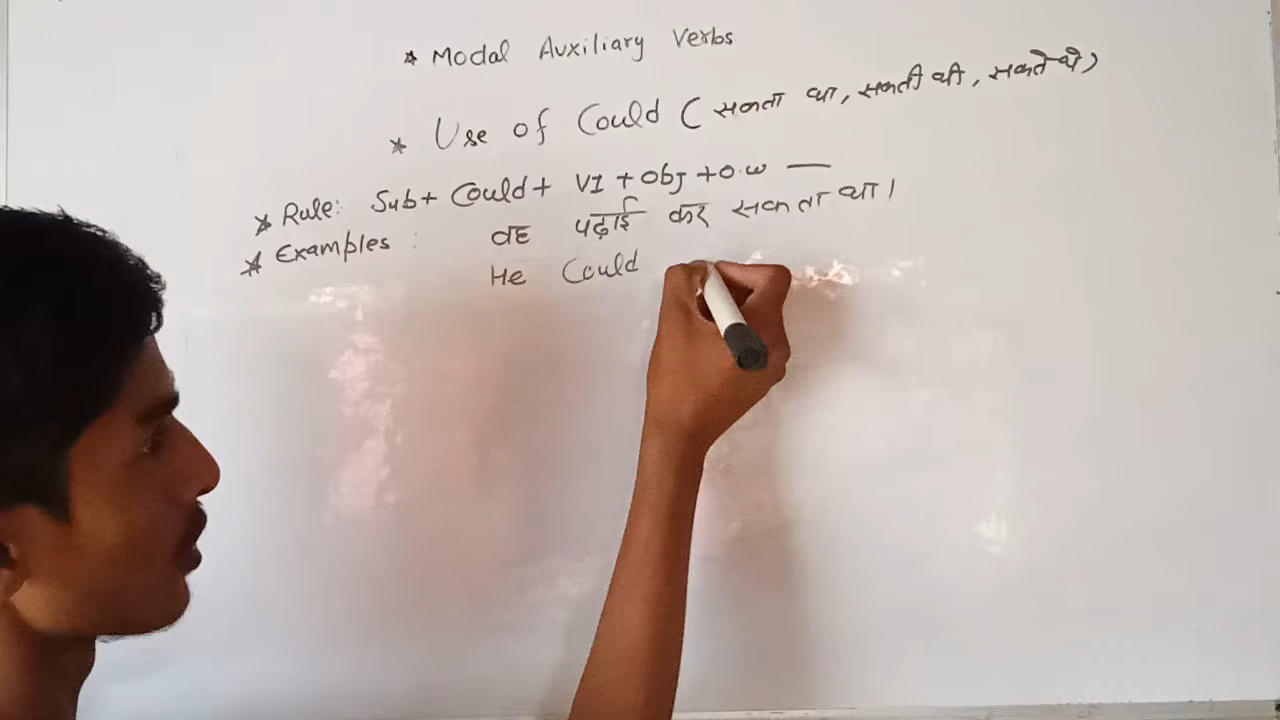 * Modal Auxiliary Verbs
* Use of Could ( सकता था, सकती थी, सकते थे)
* Rule: Sub+ Could+ V1 + Obj + O.W —
* Examples :
वह पढ़ाई कर सकता था।
He Could